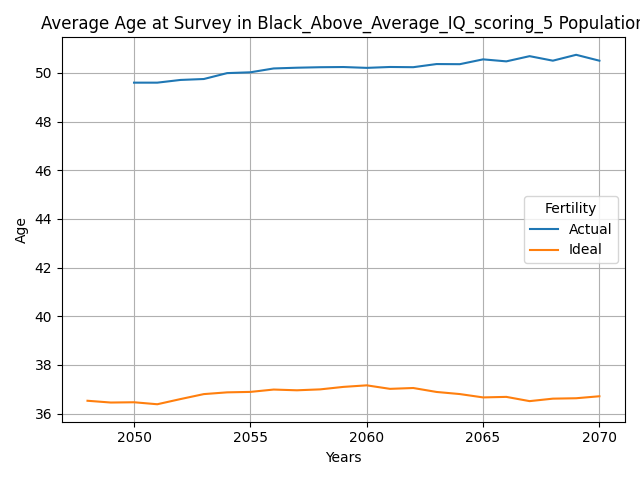 Average Age at Survey in Black_Above_Average_IQ_scoring_5 Population
50
48
46
44
42
40
38
36
Age
Fertility
Actual
Ideal
2050 2055 2060 2065 2070
Years